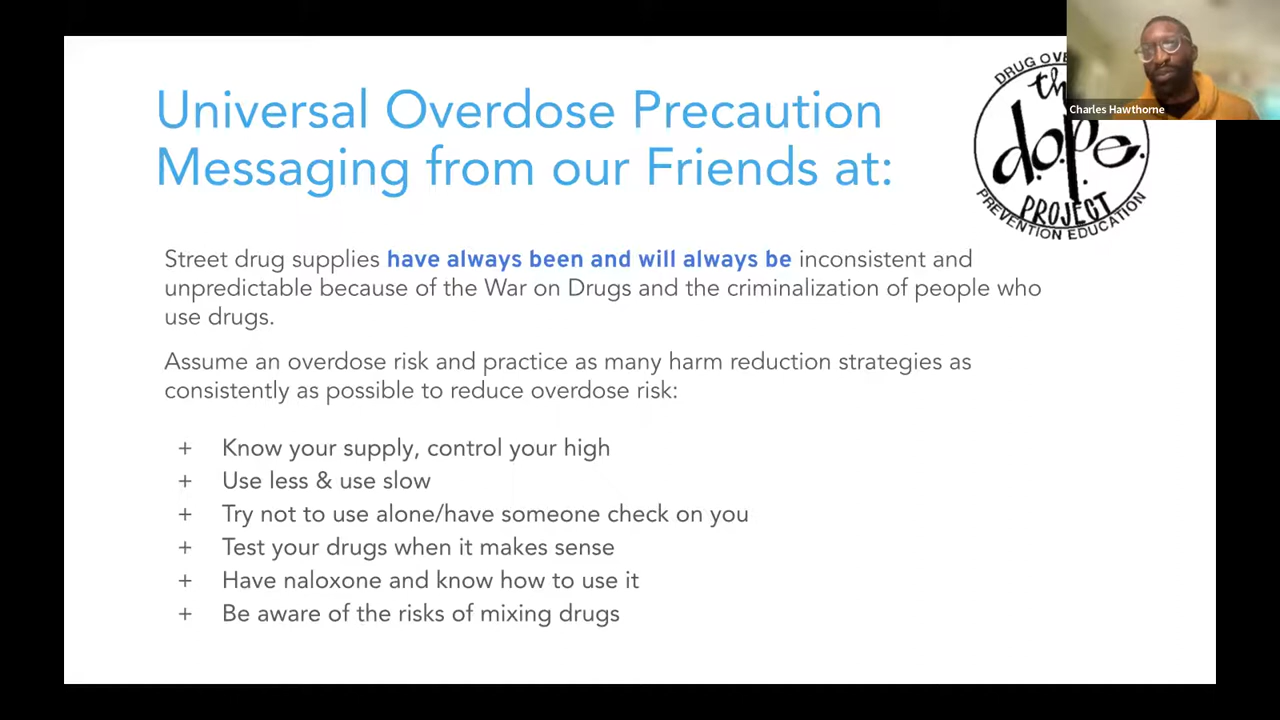 Universal Overdose Precaution
Messaging from our Friends at:
DRUG OVE
the
d.o.p.e.
PROJECT
PREVENTION EDUCATION
Charles Hawthorne
Street drug supplies have always been and will always be inconsistent and
unpredictable because of the War on Drugs and the criminalization of people who
use drugs.
Assume an overdose risk and practice as many harm reduction strategies as
consistently as possible to reduce overdose risk:
+ Know your supply, control your high
+ Use less & use slow
+ Try not to use alone/have someone check on you
+ Test your drugs when it makes sense
+ Have naloxone and know how to use it
+ Be aware of the risks of mixing drugs